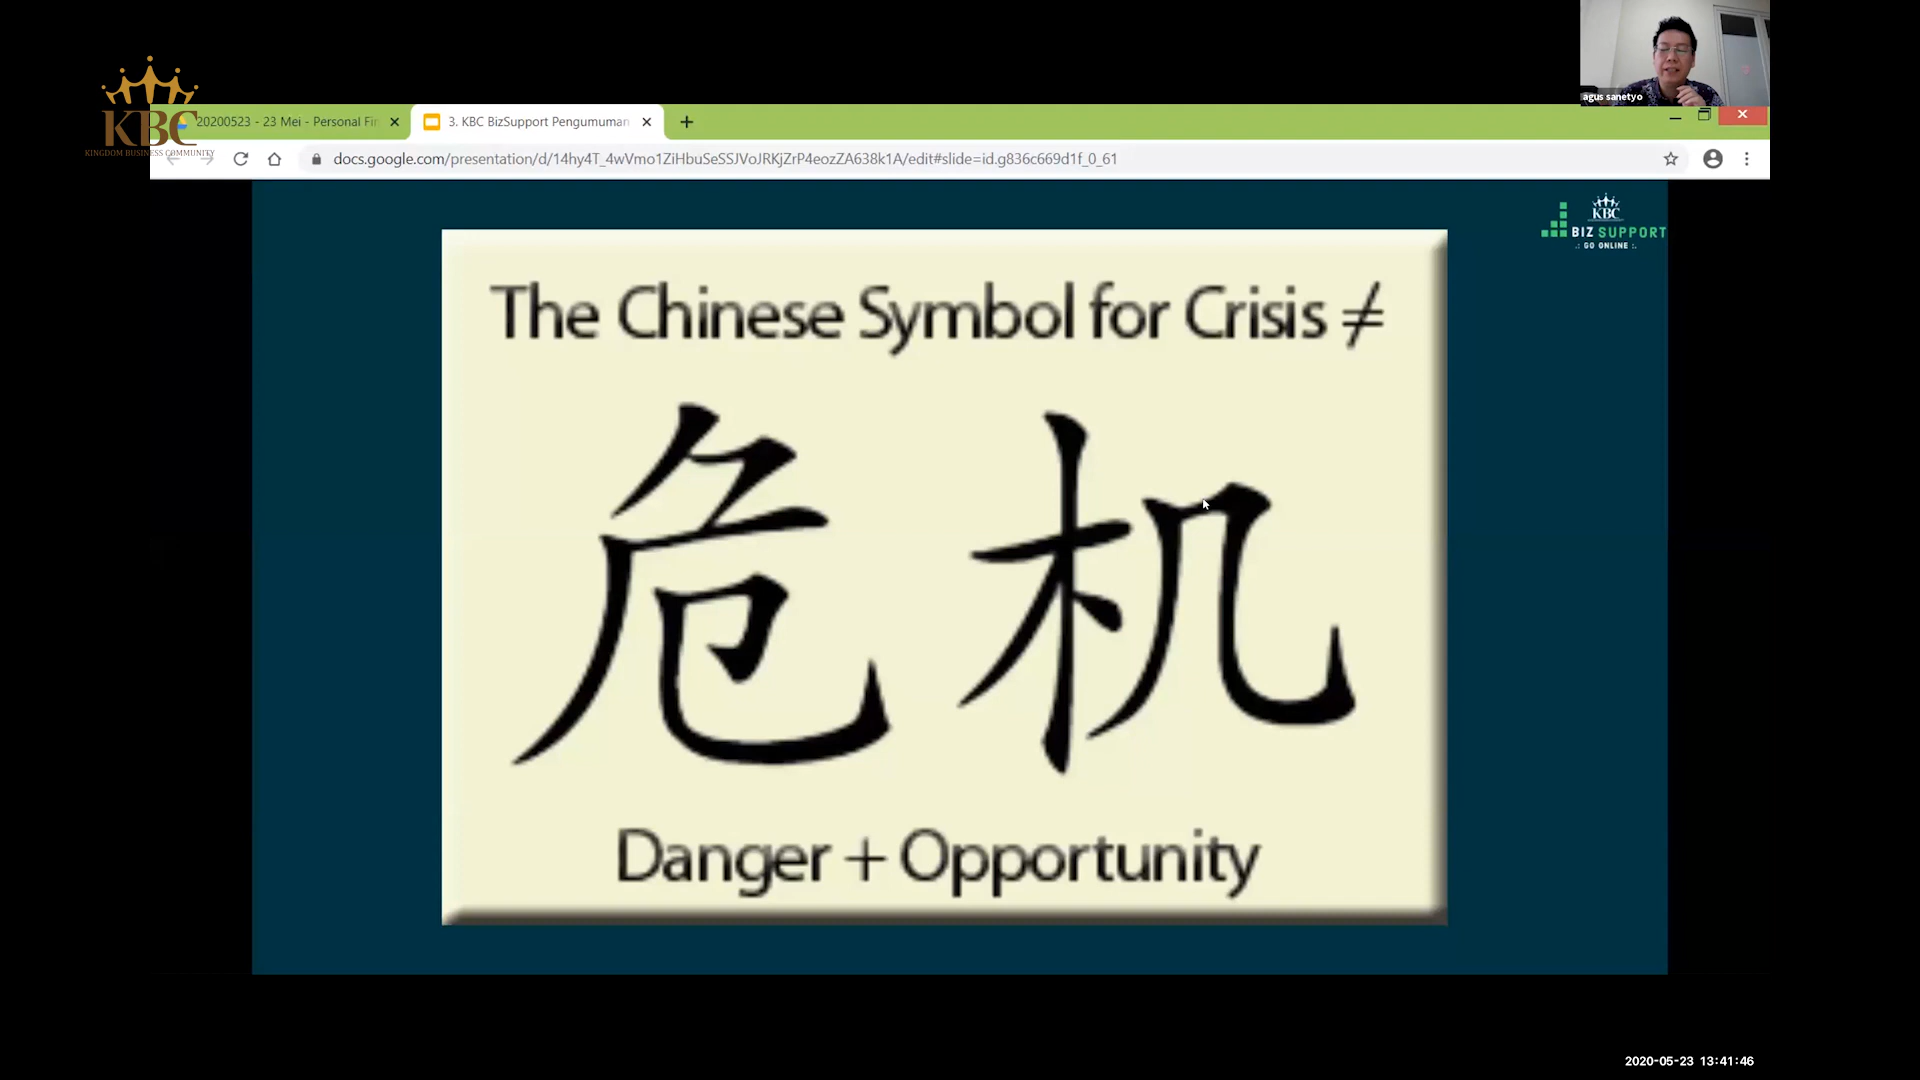 agus sanetyo
KBC
KINGDOM BUSINESS COMMUNITY
20200523 - 23 Mei - Personal Fin
3. KBC BizSupport Pengumuman
docs.google.com/presentation/d/14hy4T_4wVmo1ZiHbuSeSSJVoJRKjZrP4eozZA638k1A/edit#slide=id.g836c669d1f_0_61
KBC
BIZ SUPPORT
.: GO ONLINE :.
The Chinese Symbol for Crisis ≠
危机
Danger + Opportunity
2020-05-23 13:41:46